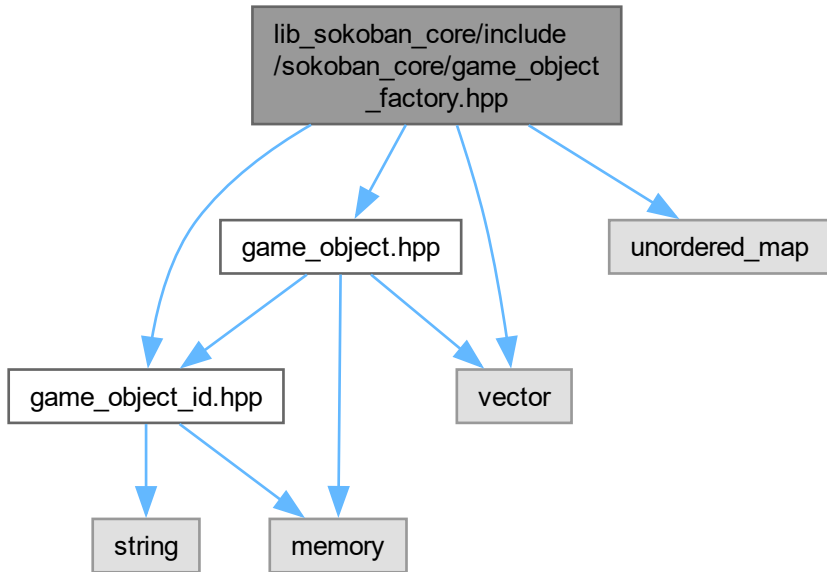 lib_sokoban_core/include
/sokoban_core/game_object
_factory.hpp
game_object.hpp
unordered_map
game_object_id.hpp
vector
string
memory